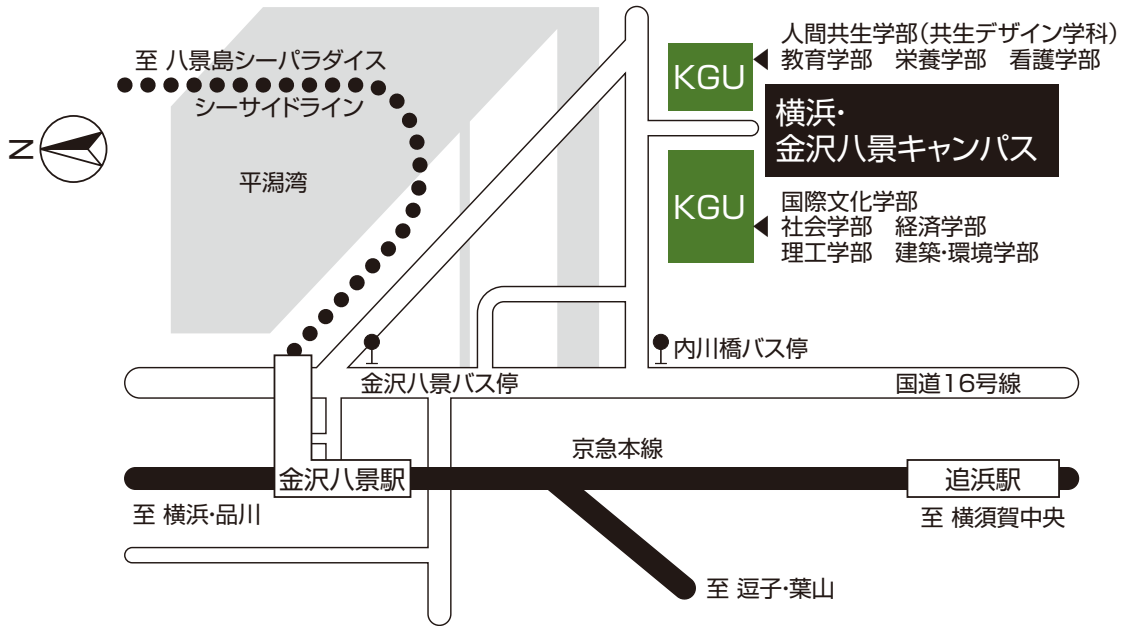 人間共生学部(共生デザイン学科)
教育学部　栄養学部　看護学部
至 八景島シーパラダイス
シーサイドライン
KGU
横浜・
金沢八景キャンパス
N
平潟湾
KGU
国際文化学部
社会学部　経済学部
理工学部　建築・環境学部
内川橋バス停
金沢八景バス停
国道16号線
京急本線
金沢八景駅
追浜駅
至 横浜・品川
至 横須賀中央
至 逗子・葉山